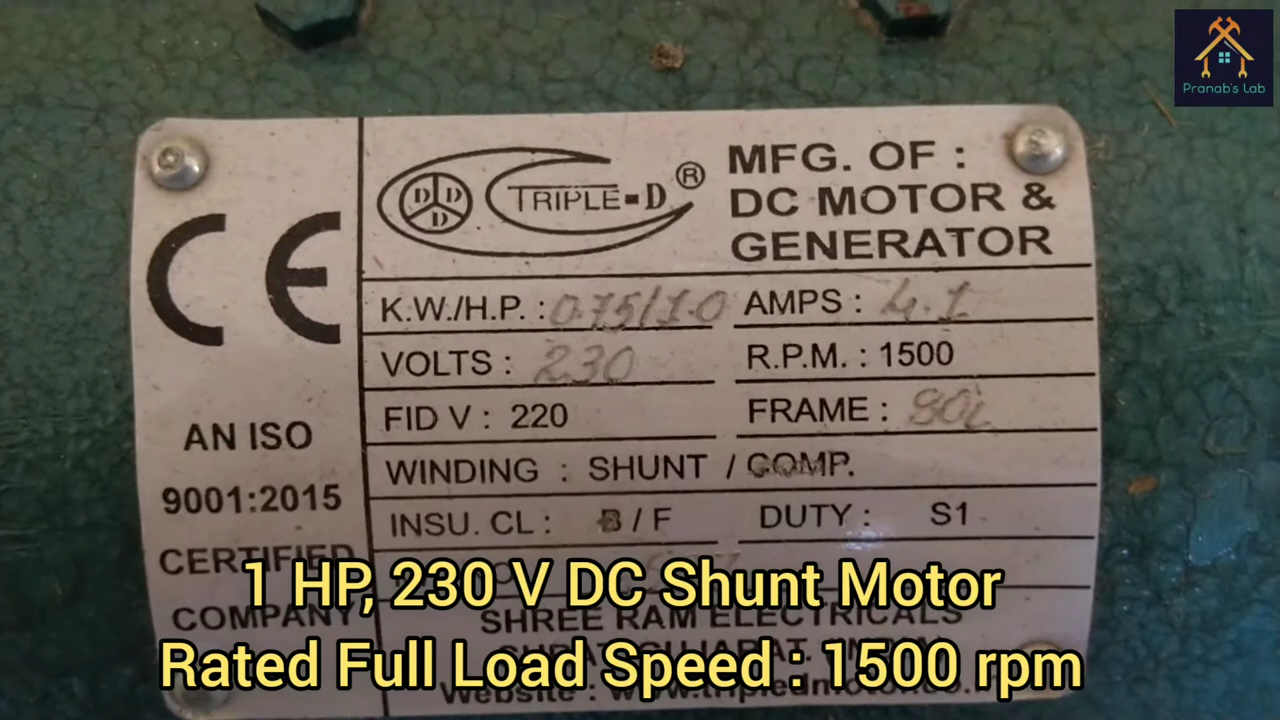 Pranab's Lab
CE
AN ISO
9001:2015
CERTIFIED
COMPANY
D D D
TRIPLE-D ®
MFG. OF :
DC MOTOR &
GENERATOR
K.W./H.P. : 0.75/1.0 AMPS : 4.1
VOLTS : 230 R.P.M. : 1500
FID V : 220 FRAME :
WINDING : SHUNT / COMP.
INSU. CL : B / F DUTY : S1
SHREE RAM ELECTRICALS
Website :
1 HP, 230 V DC Shunt Motor
Rated Full Load Speed : 1500 rpm